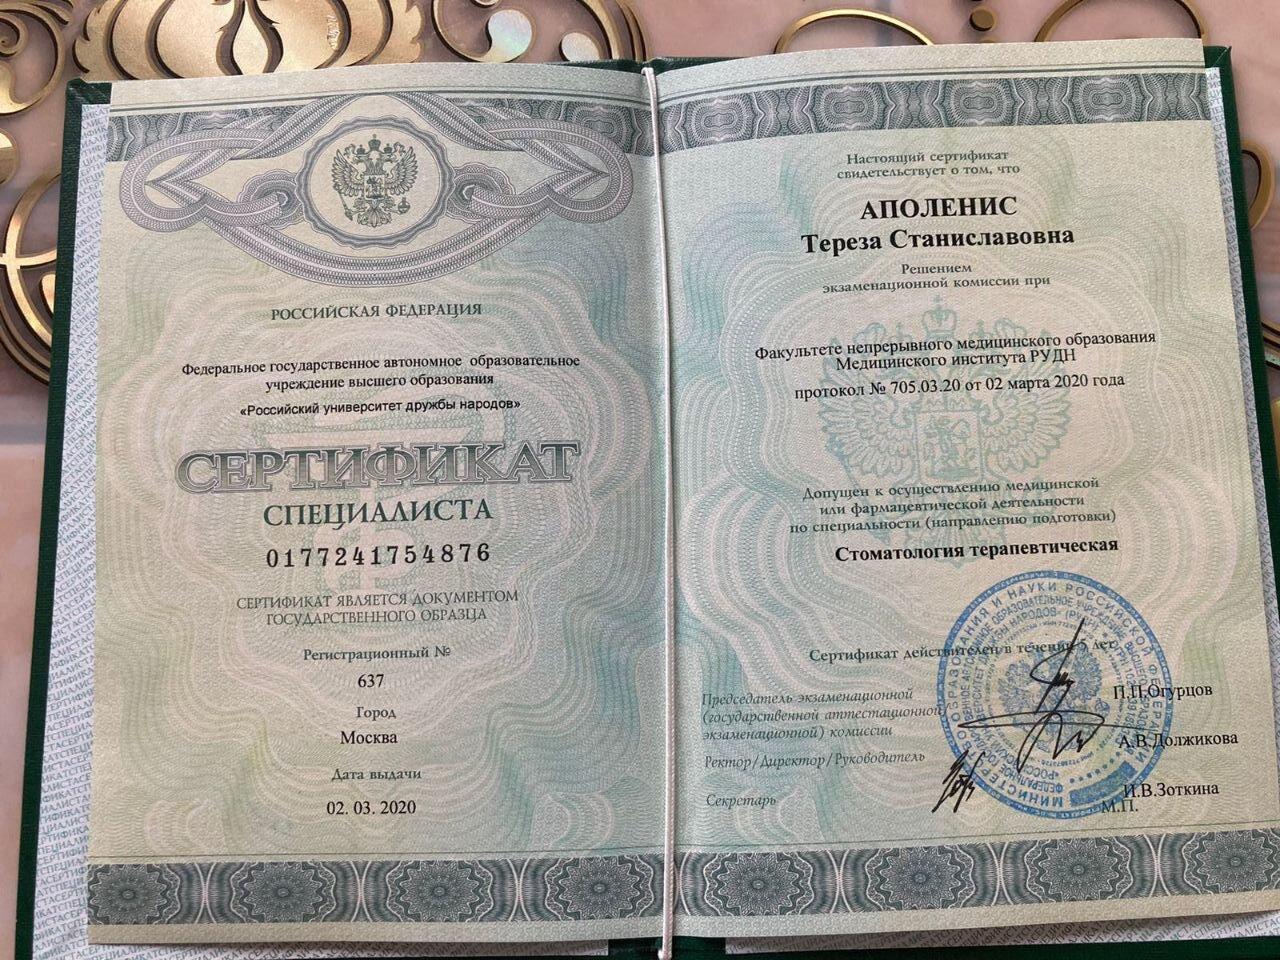 РОССИЙСКАЯ ФЕДЕРАЦИЯ
Федеральное государственное автономное образовательное
учреждение высшего образования
«Российский университет дружбы народов»
СЕРТИФИКАТ
СПЕЦИАЛИСТА
0177241754876
СЕРТИФИКАТ ЯВЛЯЕТСЯ ДОКУМЕНТОМ
ГОСУДАРСТВЕННОГО ОБРАЗЦА
Регистрационный №
637
Город
Москва
Дата выдачи
02. 03. 2020
Настоящий сертификат
свидетельствует о том, что
АПОЛЕНИС
Тереза Станиславовна
Решением
экзаменационной комиссии при
Факультете непрерывного медицинского образования
Медицинского института РУДН
протокол № 705.03.20 от 02 марта 2020 года
Допущен к осуществлению медицинской
или фармацевтической деятельности
по специальности (направлению подготовки)
Стоматология терапевтическая
Сертификат действителен в течение 5 лет
Председатель экзаменационной
(государственной аттестационной,
экзаменационной) комиссии
П.П.Огурцов
Ректор/Директор/Руководитель
А.В.Должикова
Секретарь
И.В.Зоткина
М.П.